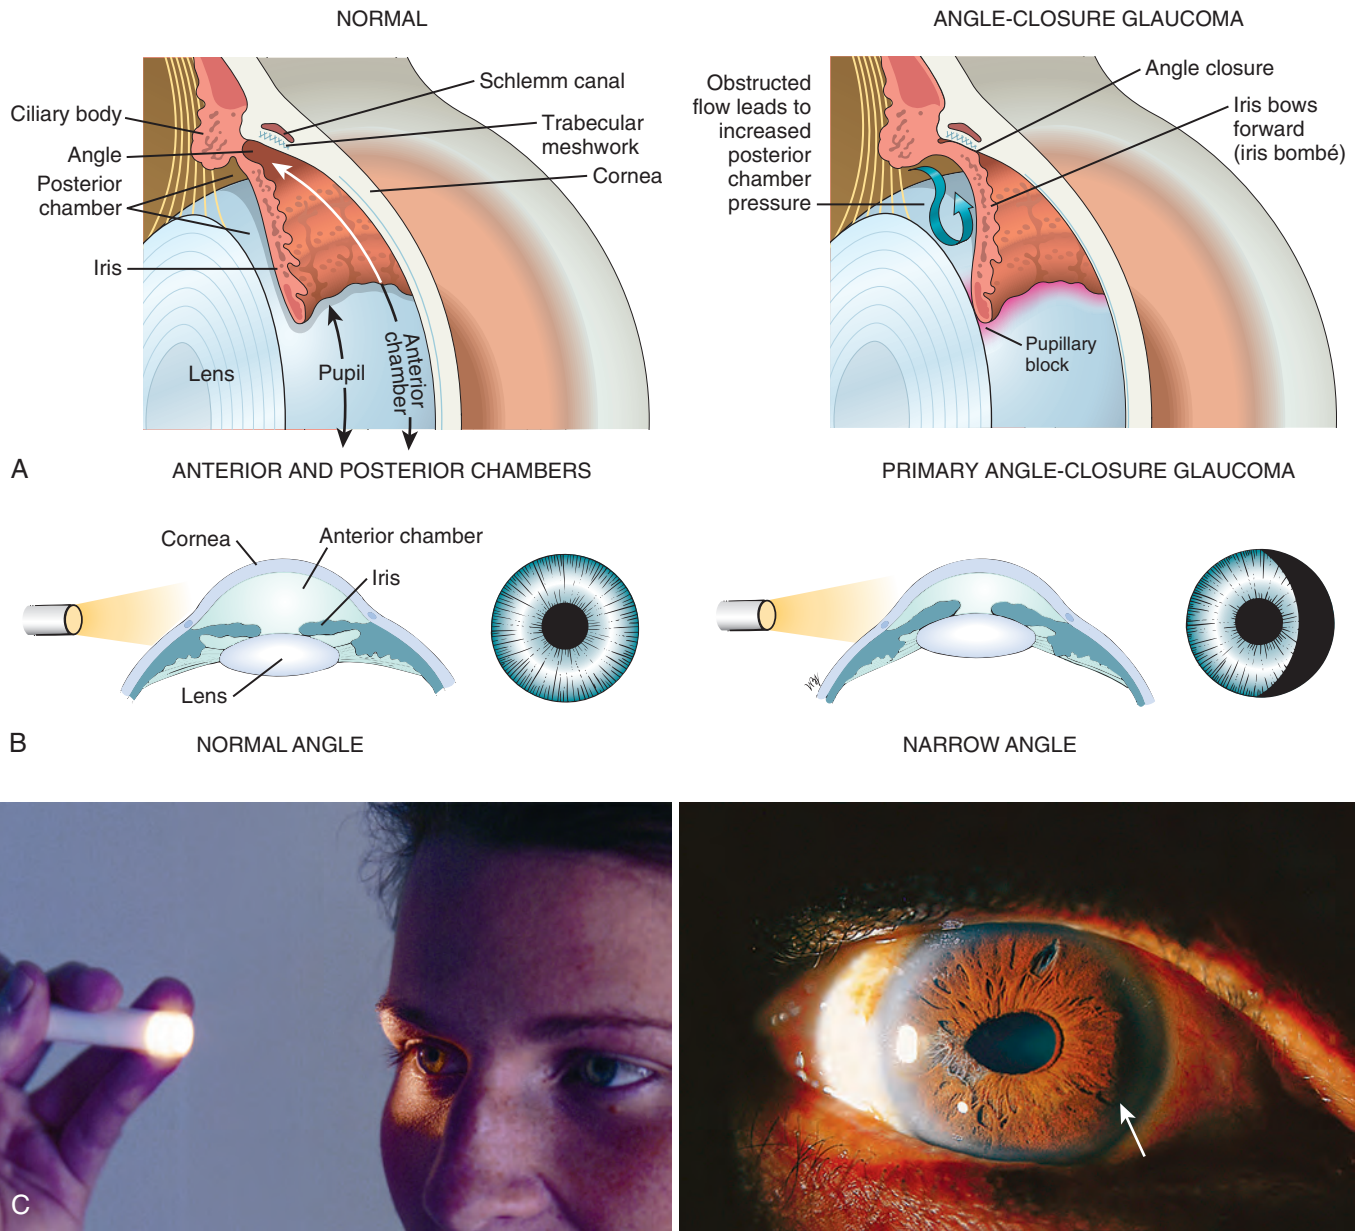 NORMAL
Schlemm canal
Ciliary body
Trabecular
meshwork
Angle
Cornea
Posterior
chamber
Iris
Lens
Pupil
Anterior
chamber
ANGLE-CLOSURE GLAUCOMA
Obstructed
flow leads to
increased
posterior
chamber
pressure
Angle closure
Iris bows
forward
(iris bombé)
Pupillary
block
A
ANTERIOR AND POSTERIOR CHAMBERS
PRIMARY ANGLE-CLOSURE GLAUCOMA
Cornea
Anterior chamber
Iris
Lens
B
NORMAL ANGLE
NARROW ANGLE
C